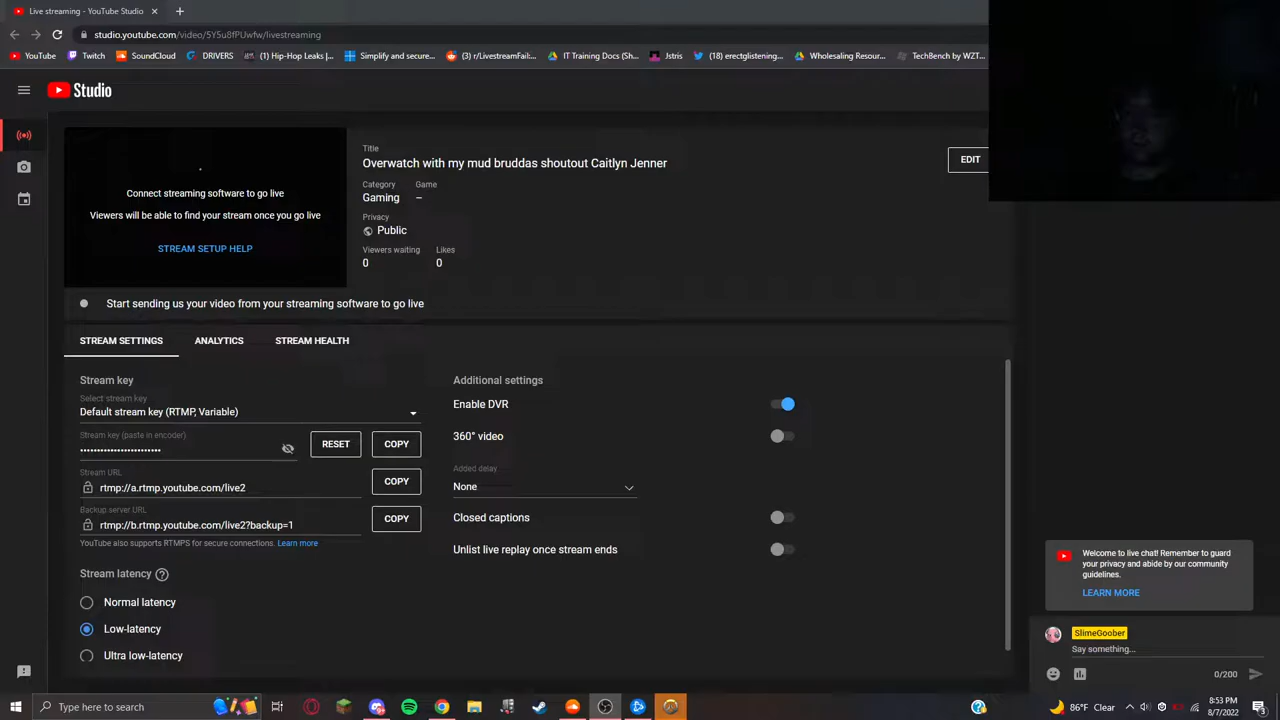 Live streaming - YouTube Studio
studio.youtube.com/video/5Y5u8fPUwfw/livestreaming
YouTube Twitch SoundCloud DRIVERS (1) Hip-Hop Leaks |... Simplify and secure... (3) r/LivestreamFail:... IT Training Docs (Sho... Jstris (18) erectglistening... Wholesaling Resour... TechBench by WZT...
Studio
Title
Overwatch with my mud bruddas shoutout Caitlyn Jenner
EDIT
Category Game
Gaming –
Privacy
Public
Viewers waiting Likes
0 0
Connect streaming software to go live
Viewers will be able to find your stream once you go live
STREAM SETUP HELP
Start sending us your video from your streaming software to go live
STREAM SETTINGS ANALYTICS STREAM HEALTH
Stream key
Select stream key
Default stream key (RTMP, Variable)
Stream key (paste in encoder)
•••••••••••••••••••••••
RESET COPY
Stream URL
rtmp://a.rtmp.youtube.com/live2
COPY
Backup server URL
rtmp://b.rtmp.youtube.com/live2?backup=1
COPY
YouTube also supports RTMPS for secure connections. Learn more
Stream latency
Normal latency
Low-latency
Ultra low-latency
Additional settings
Enable DVR
360° video
Added delay
None
Closed captions
Unlist live replay once stream ends
Welcome to live chat! Remember to guard
your privacy and abide by our community
guidelines.
LEARN MORE
SlimeGoober
Say something...
0/200
Type here to search
86°F Clear
8:53 PM
8/7/2022